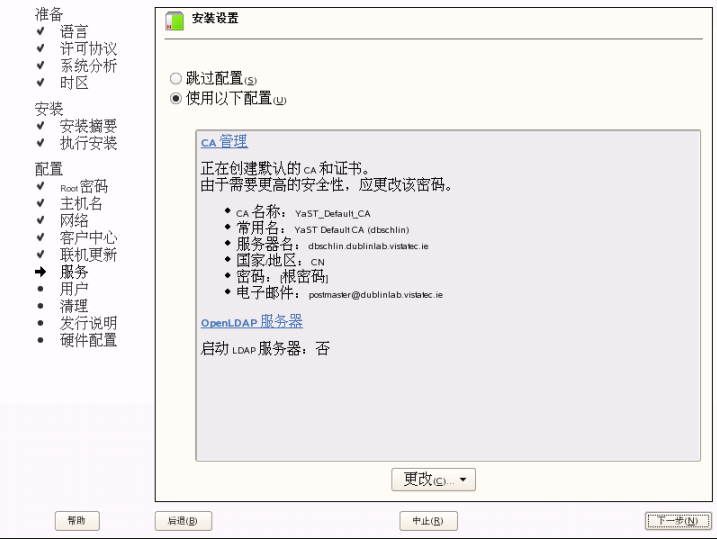 准备
语言
许可协议
系统分析
时区
安装
安装摘要
执行安装
配置
Root 密码
主机名
网络
客户中心
联机更新
服务
用户
清理
发行说明
硬件配置
安装设置
跳过配置(S)
使用以下配置(U)
CA 管理
正在创建默认的 CA 和证书。
由于需要更高的安全性，应更改该密码。
CA 名称： YaST_Default_CA
常用名： YaST Default CA (dbschlin)
服务器名： dbschlin.dublinlab.vistatec.ie
国家/地区： CN
密码： [根密码]
电子邮件： postmaster@dublinlab.vistatec.ie
OpenLDAP 服务器
启动 LDAP 服务器：否
更改(C)...
帮助
后退(B)
中止(R)
下一步(N)